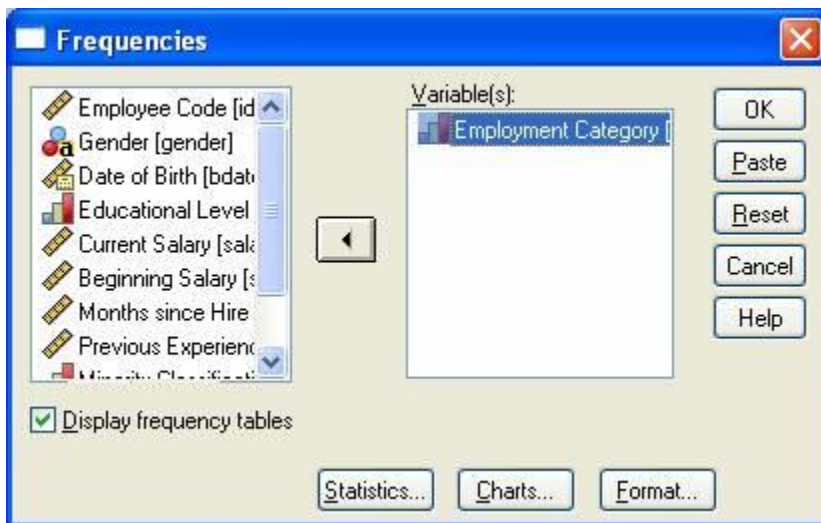 Frequencies
Employee Code [id
Gender [gender]
Date of Birth [bdat
Educational Level
Current Salary [sala
Beginning Salary [s
Months since Hire
Previous Experienc
Variable(s):
Employment Category [
OK
Paste
Reset
Cancel
Help
Display frequency tables
Statistics...
Charts...
Format...